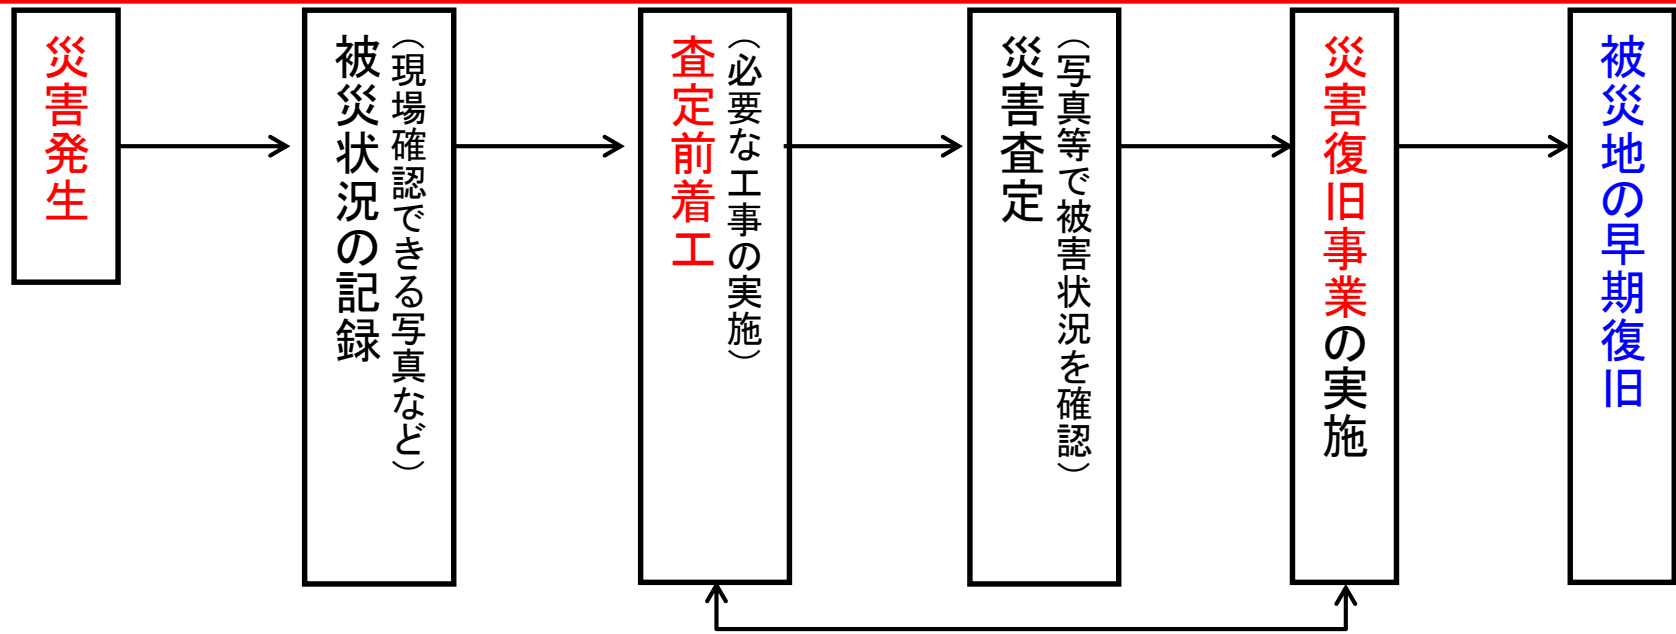 災害発生
被災状況の記録
（現場確認できる写真など）
査定前着工
（必要な工事の実施）
災害査定
（写真等で被害状況を確認）
災害復旧事業の実施
被災地の早期復旧